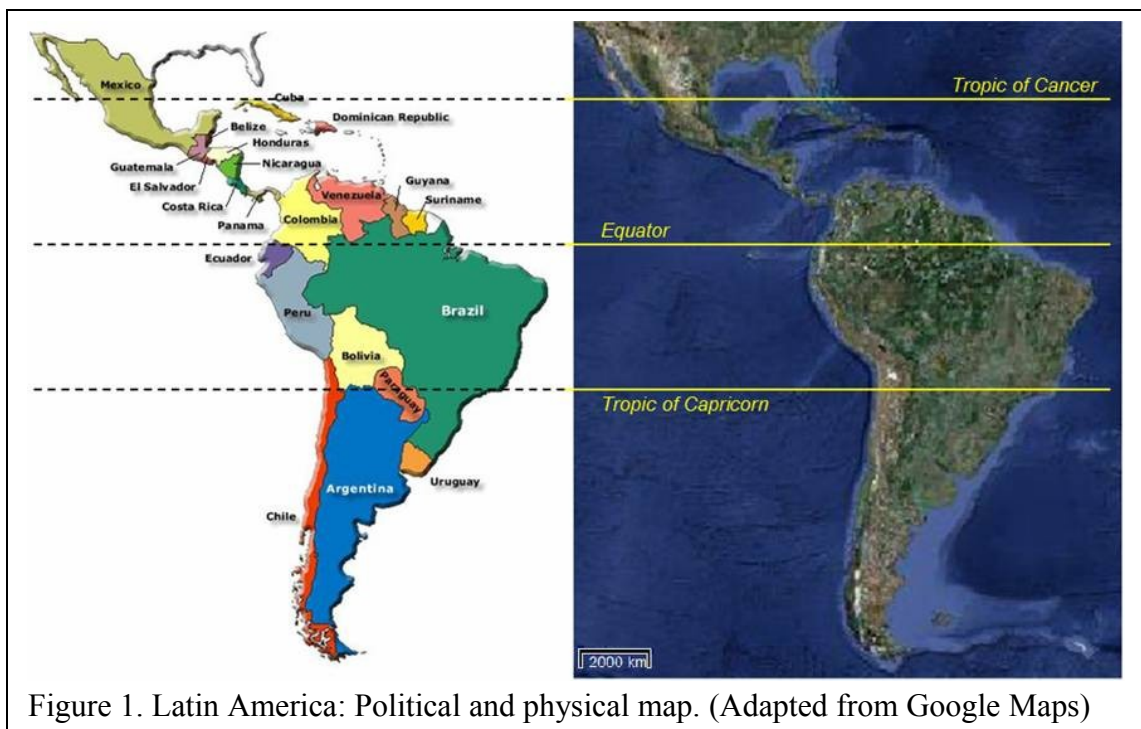 Mexico
Cuba
Dominican Republic
Belize
Honduras
Guatemala
Nicaragua
El Salvador
Costa Rica
Panama
Venezuela
Guyana
Suriname
Colombia
Ecuador
Peru
Brazil
Bolivia
Paraguay
Argentina
Uruguay
Chile
Tropic of Cancer
Equator
Tropic of Capricorn
2000 km
Figure 1. Latin America: Political and physical map. (Adapted from Google Maps)